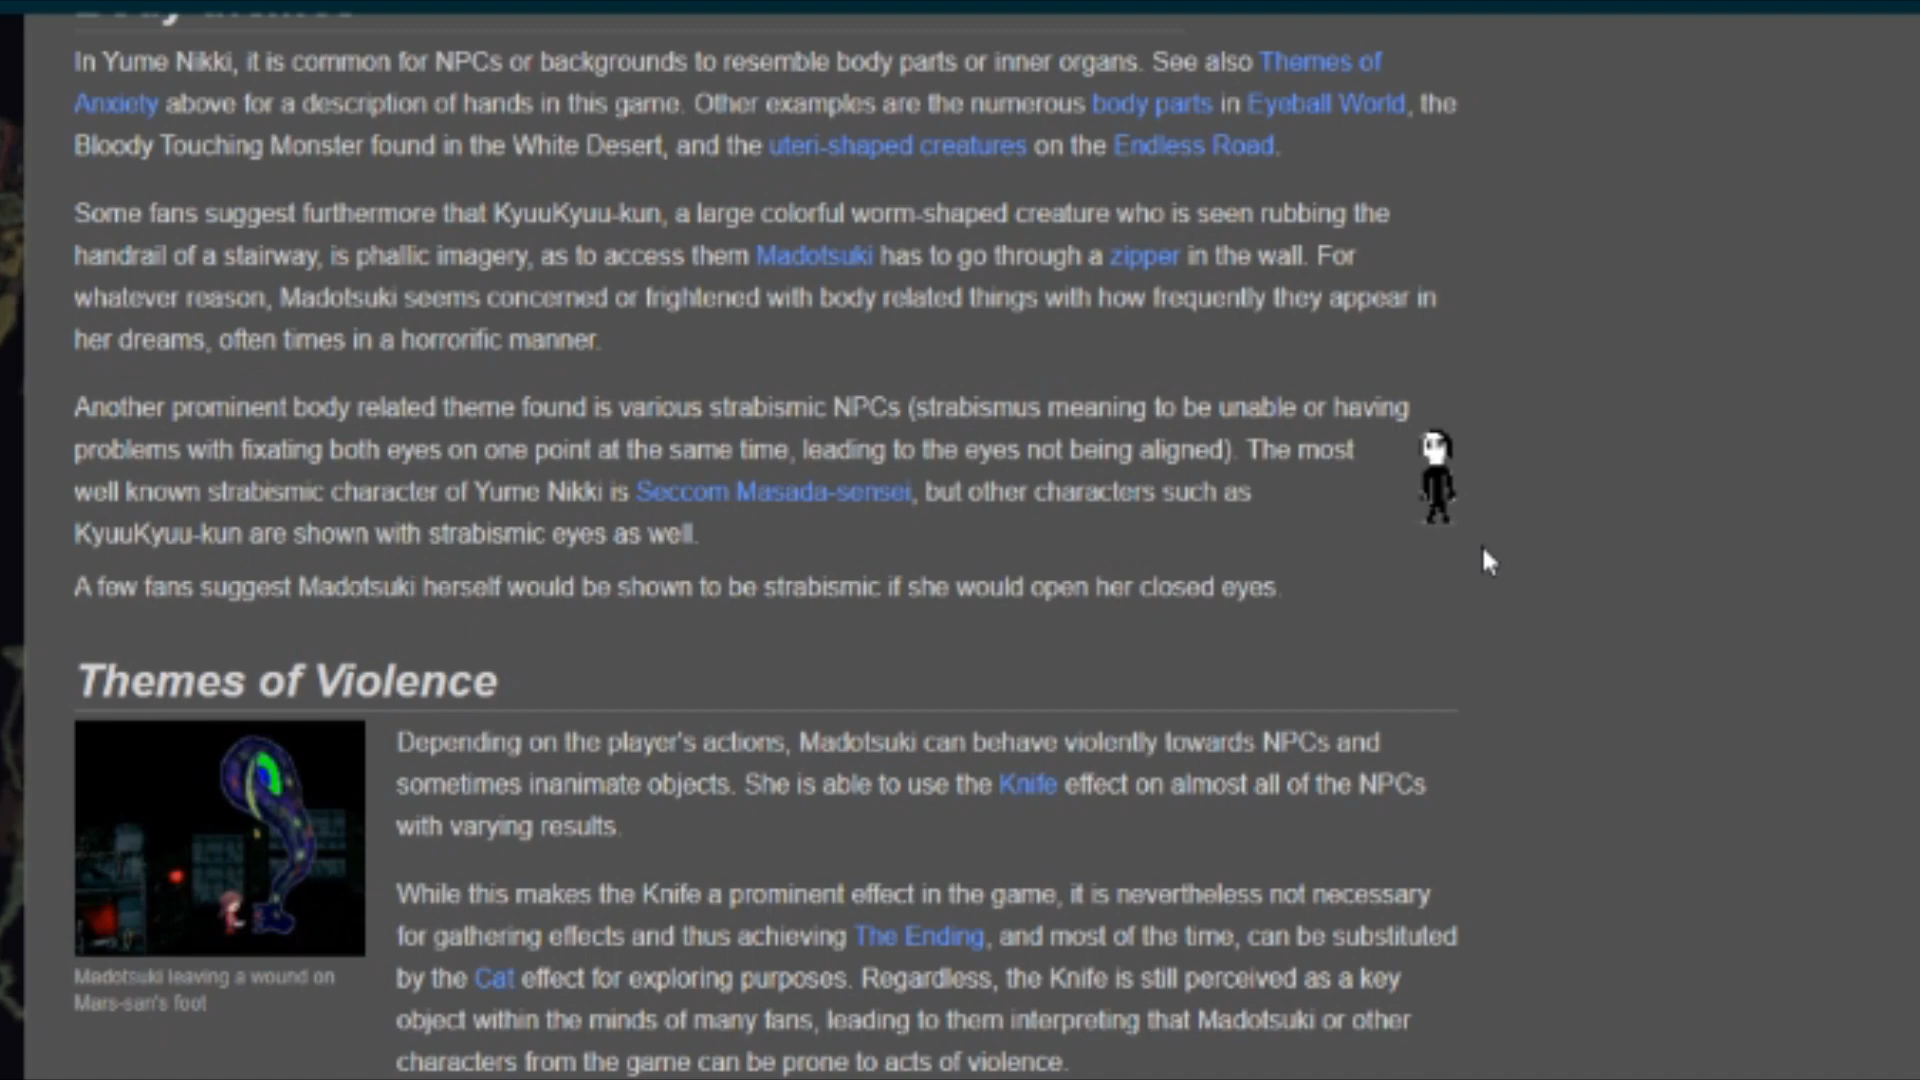 In Yume Nikki, it is common for NPCs or backgrounds to resemble body parts or inner organs. See also Themes of
Anxiety above for a description of hands in this game. Other examples are the numerous body parts in Eyeball World, the
Bloody Touching Monster found in the White Desert, and the uteri-shaped creatures on the Endless Road.
Some fans suggest furthermore that KyuuKyuu-kun, a large colorful worm-shaped creature who is seen rubbing the
handrail of a stairway, is phallic imagery, as to access them Madotsuki has to go through a zipper in the wall. For
whatever reason, Madotsuki seems concerned or frightened with body related things with how frequently they appear in
her dreams, often times in a horrorific manner.
Another prominent body related theme found is various strabismic NPCs (strabismus meaning to be unable or having
problems with fixating both eyes on one point at the same time, leading to the eyes not being aligned). The most
well known strabismic character of Yume Nikki is Seccom Masada-sensei, but other characters such as
KyuuKyuu-kun are shown with strabismic eyes as well.
A few fans suggest Madotsuki herself would be shown to be strabismic if she would open her closed eyes.
Themes of Violence
Depending on the player's actions, Madotsuki can behave violently towards NPCs and
sometimes inanimate objects. She is able to use the Knife effect on almost all of the NPCs
with varying results.
While this makes the Knife a prominent effect in the game, it is nevertheless not necessary
for gathering effects and thus achieving The Ending, and most of the time, can be substituted
by the Cat effect for exploring purposes. Regardless, the Knife is still perceived as a key
object within the minds of many fans, leading to them interpreting that Madotsuki or other
characters from the game can be prone to acts of violence.
Madotsuki leaving a wound on
Mars-san's foot